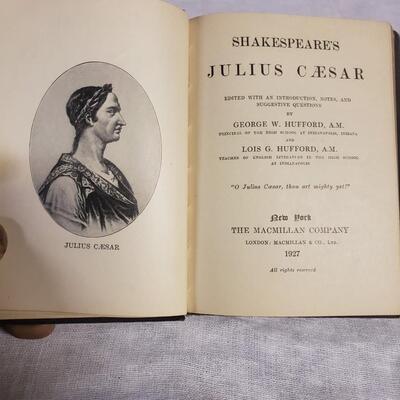 JULIUS CÆSAR
SHAKESPEARE'S
JULIUS CÆSAR
EDITED WITH AN INTRODUCTION, NOTES, AND
SUGGESTIVE QUESTIONS
BY
GEORGE W. HUFFORD, A.M.
PRINCIPAL OF THE HIGH SCHOOL AT INDIANAPOLIS, INDIANA
AND
LOIS G. HUFFORD, A.M.
TEACHER OF ENGLISH LITERATURE IN THE HIGH SCHOOL
AT INDIANAPOLIS
"O Julius Cæsar, thou art mighty yet!"
New York
THE MACMILLAN COMPANY
LONDON: MACMILLAN & CO., LTD.
1927
All rights reserved